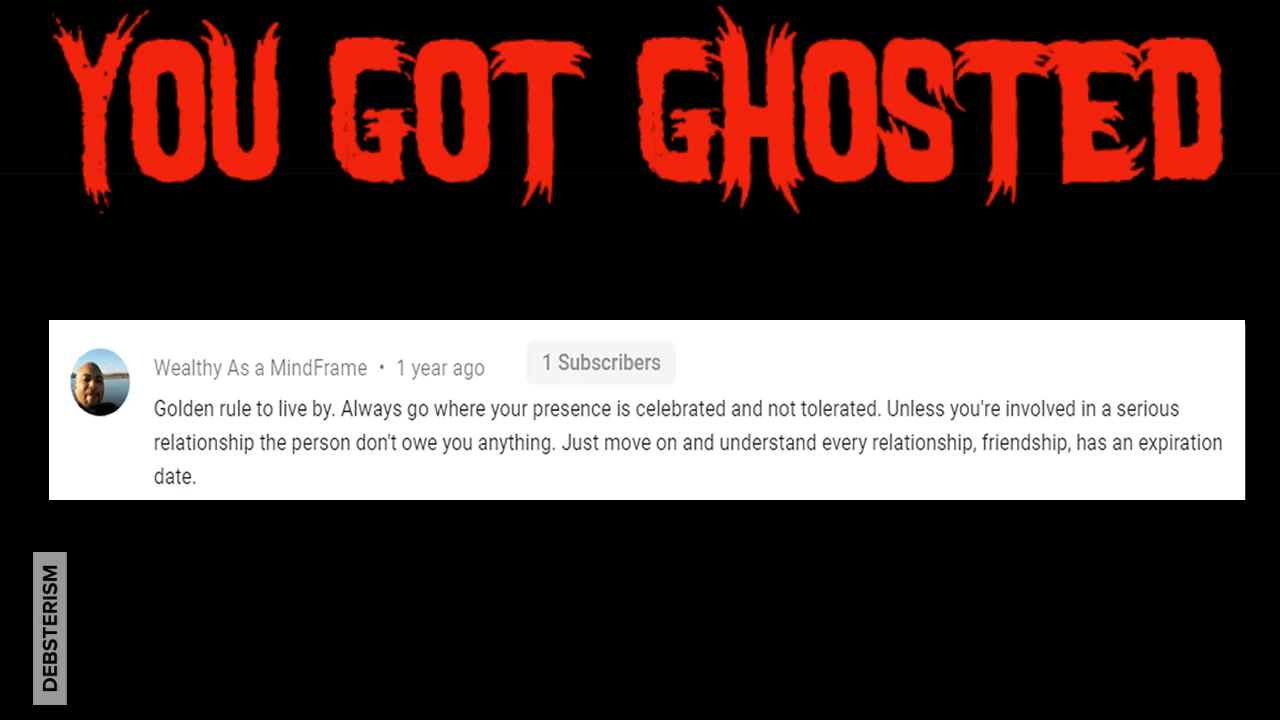 YOU GOT GHOSTED
Wealthy As a MindFrame • 1 year ago 1 Subscribers
Golden rule to live by. Always go where your presence is celebrated and not tolerated. Unless you're involved in a serious
relationship the person don't owe you anything. Just move on and understand every relationship, friendship, has an expiration
date.
DEBSTERISM